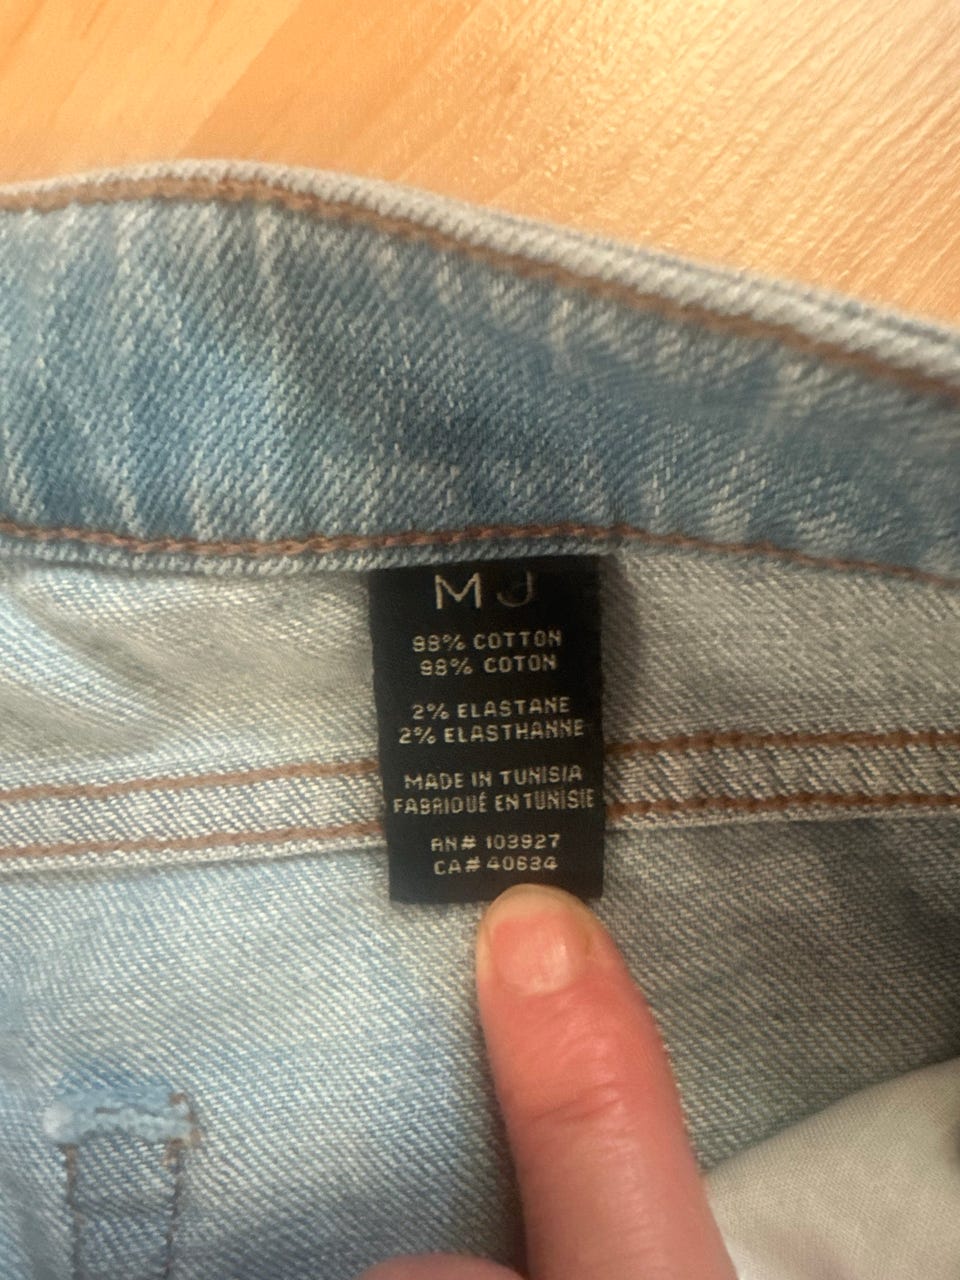 MJ
98% COTTON
98% COTON
2% ELASTANE
2% ELASTHANNE
MADE IN TUNISIA
FABRIQUÉ EN TUNISIE
RN# 103927
CA# 40634